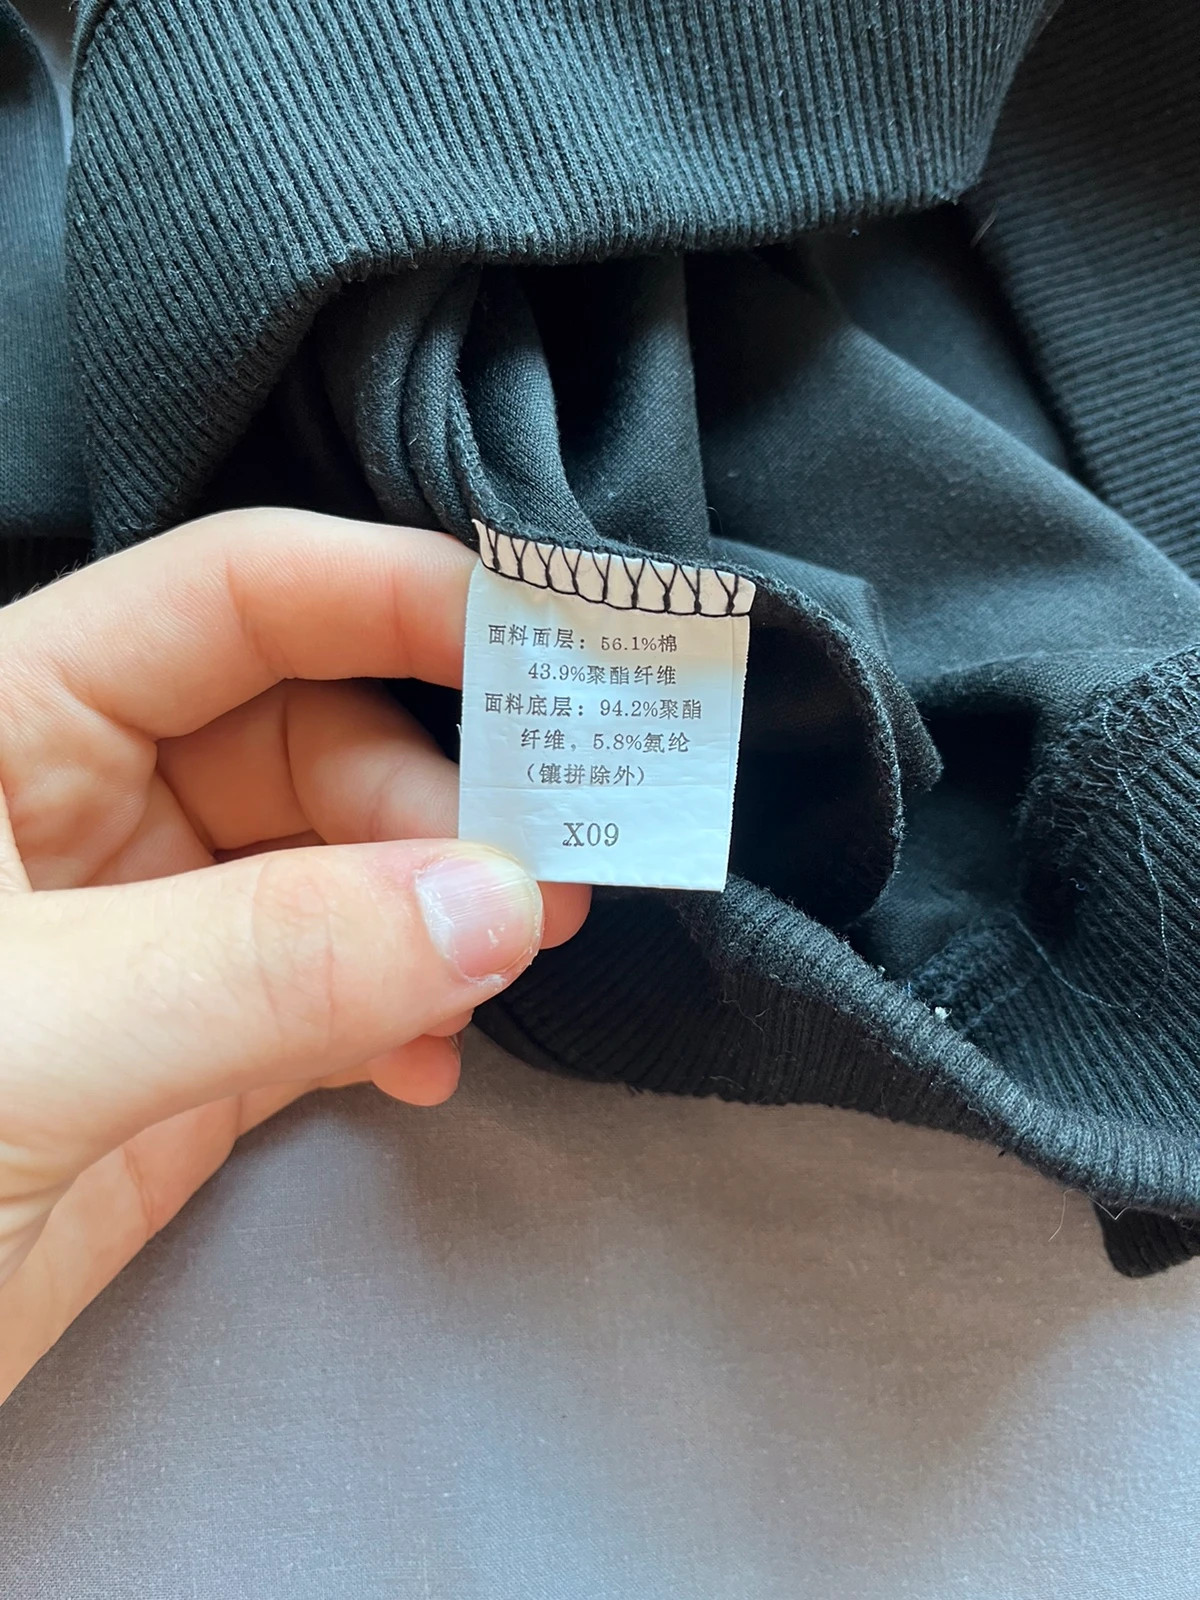 面料面层：56.1%棉
43.9%聚酯纤维
面料底层：94.2%聚酯
纤维，5.8%氨纶
（镶拼除外）
X09